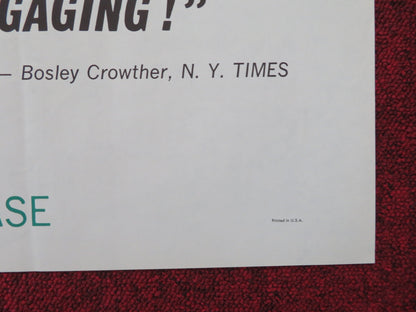 GAGING!”
— Bosley Crowther, N. Y. TIMES
ASE
Printed in U.S.A.